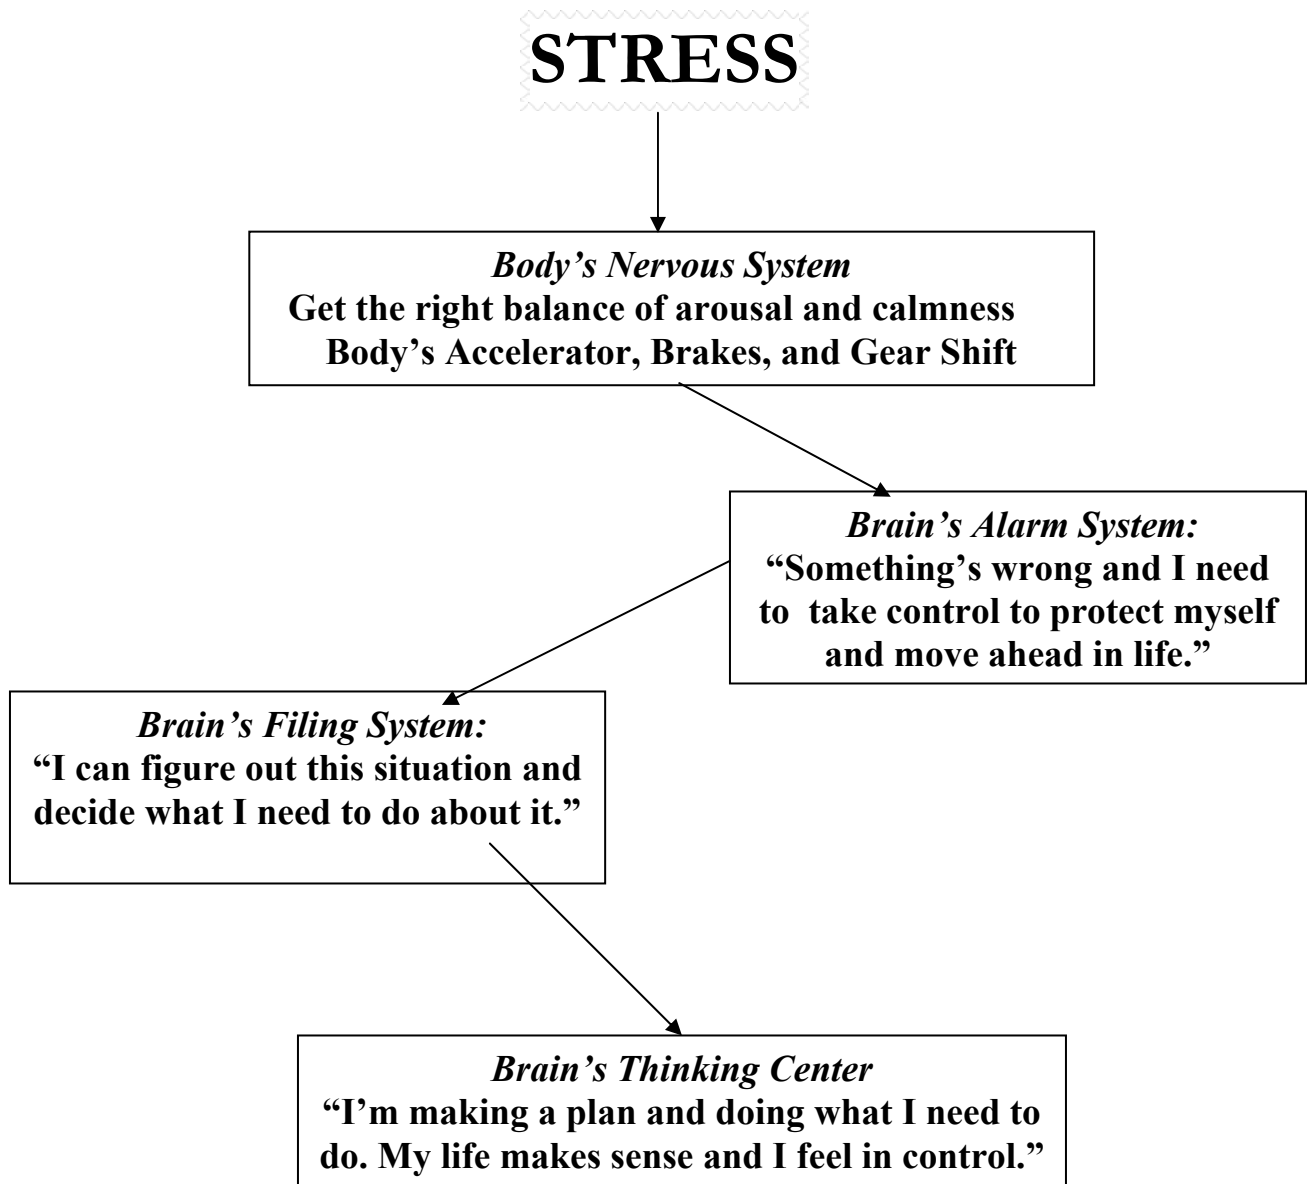 STRESS
Body’s Nervous System
Get the right balance of arousal and calmness
Body’s Accelerator, Brakes, and Gear Shift
Brain’s Alarm System:
“Something’s wrong and I need
to  take control to protect myself
and move ahead in life.”
Brain’s Filing System:
“I can figure out this situation and
decide what I need to do about it.”
Brain’s Thinking Center
“I’m making a plan and doing what I need to
do. My life makes sense and I feel in control.”